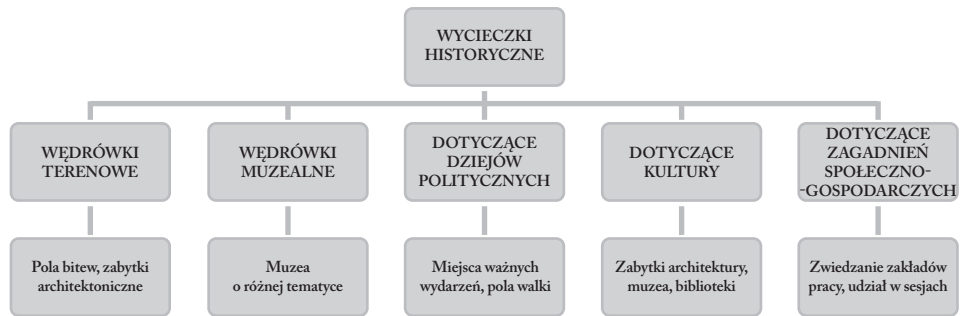 WYCIECZKI
HISTORYCZNE
WĘDRÓWKI
TERENOWE
WĘDRÓWKI
MUZEALNE
DOTYCZĄCE
DZIEJÓW
POLITYCZNYCH
DOTYCZĄCE
KULTURY
DOTYCZĄCE
ZAGADNIEŃ
SPOŁECZNO-
-GOSPODARCZYCH
Pola bitew, zabytki
architektoniczne
Muzea
o różnej tematyce
Miejsca ważnych
wydarzeń, pola walki
Zabytki architektury,
muzea, biblioteki
Zwiedzanie zakładów
pracy, udział w sesjach